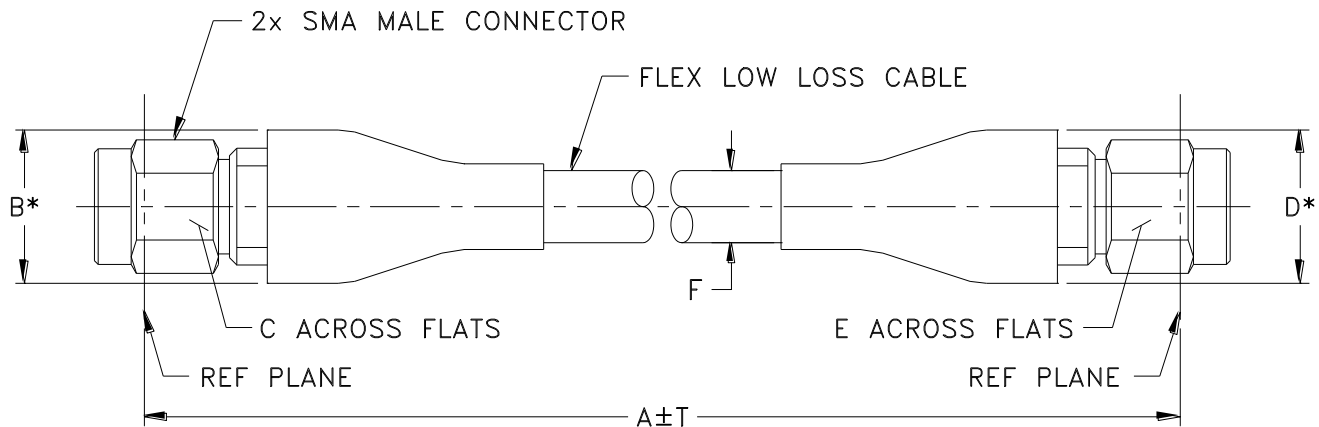 2x SMA MALE CONNECTOR
FLEX LOW LOSS CABLE
B*
D*
F
C ACROSS FLATS
E ACROSS FLATS
REF PLANE
REF PLANE
A±T